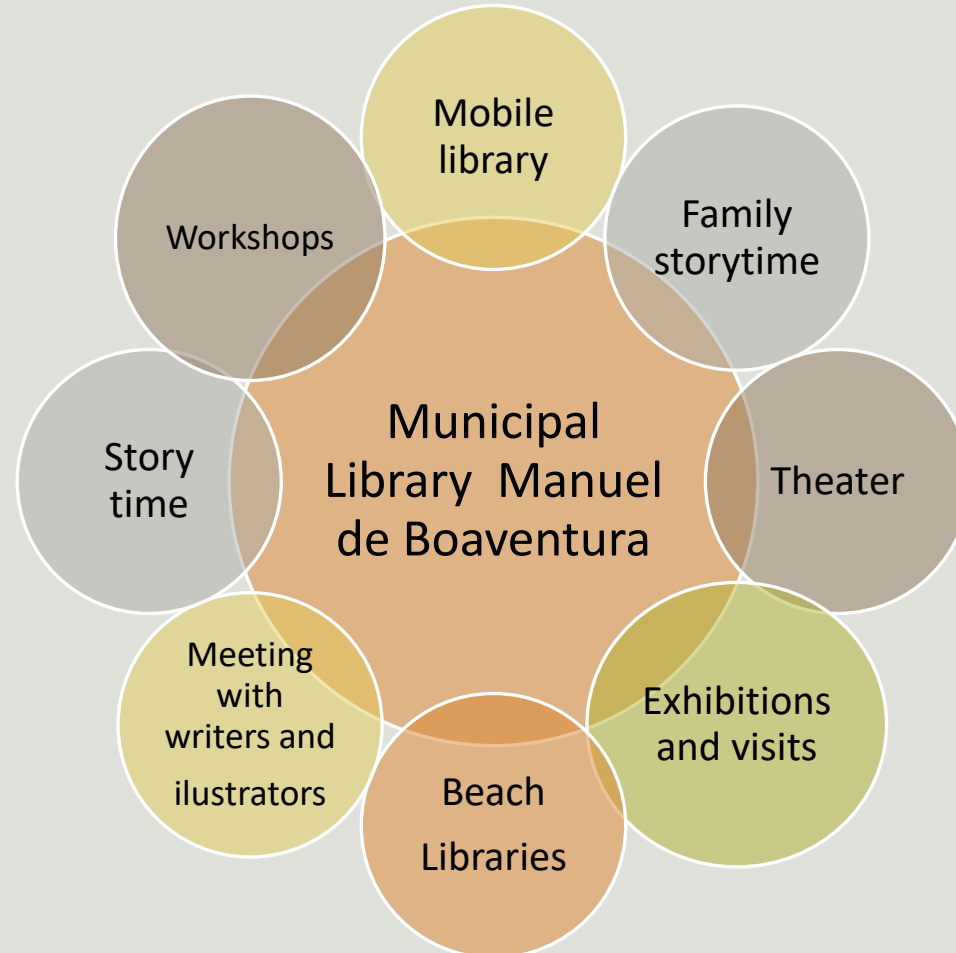 Mobile
library
Family
storytime
Theater
Exhibitions
and visits
Beach
Libraries
Meeting
with
writers and
ilustrators
Story
time
Workshops
Municipal
Library Manuel
de Boaventura